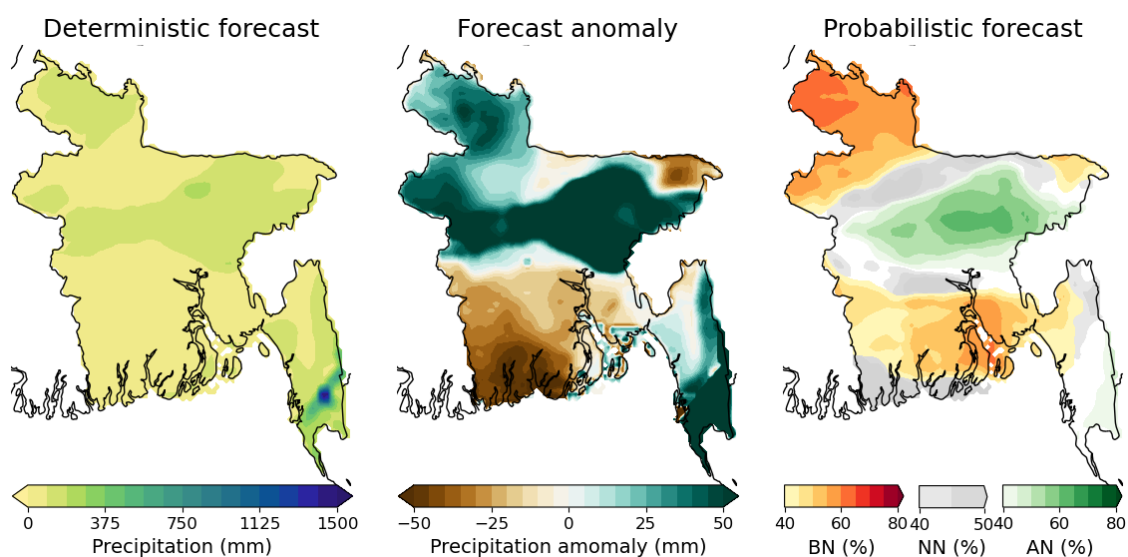 Deterministic forecast
Forecast anomaly
Probabilistic forecast
0 375 750 1125 1500
Precipitation (mm)
−50 −25 0 25 50
Precipitation amomaly (mm)
40 60 80
BN (%)
40 50
NN (%)
40 60 80
AN (%)